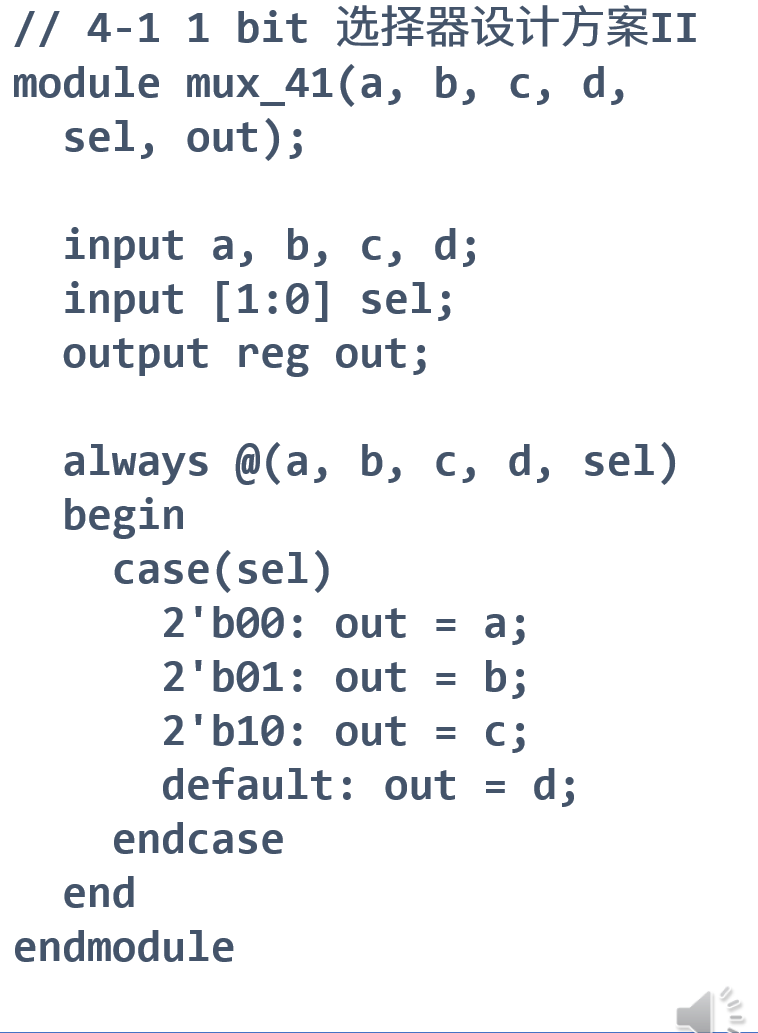 // 4-1 1 bit 选择器设计方案II
module mux_41(a, b, c, d,
sel, out);
input a, b, c, d;
input [1:0] sel;
output reg out;
always @(a, b, c, d, sel)
begin
case(sel)
2'b00: out = a;
2'b01: out = b;
2'b10: out = c;
default: out = d;
endcase
end
endmodule